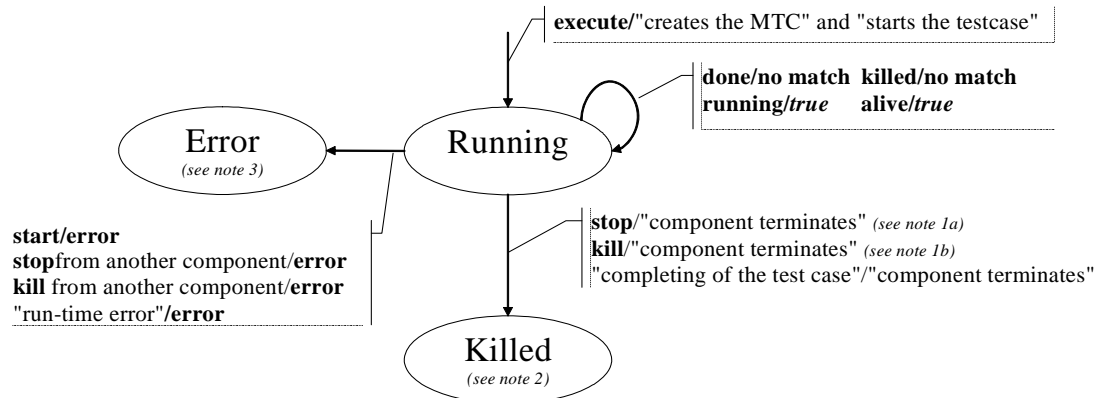 execute/"creates the MTC" and "starts the testcase"
done/no match killed/no match
running/true alive/true
Error
(see note 3)
Running
start/error
stopfrom another component/error
kill from another component/error
"run-time error"/error
stop/"component terminates" (see note 1a)
kill/"component terminates" (see note 1b)
"completing of the test case"/"component terminates"
Killed
(see note 2)